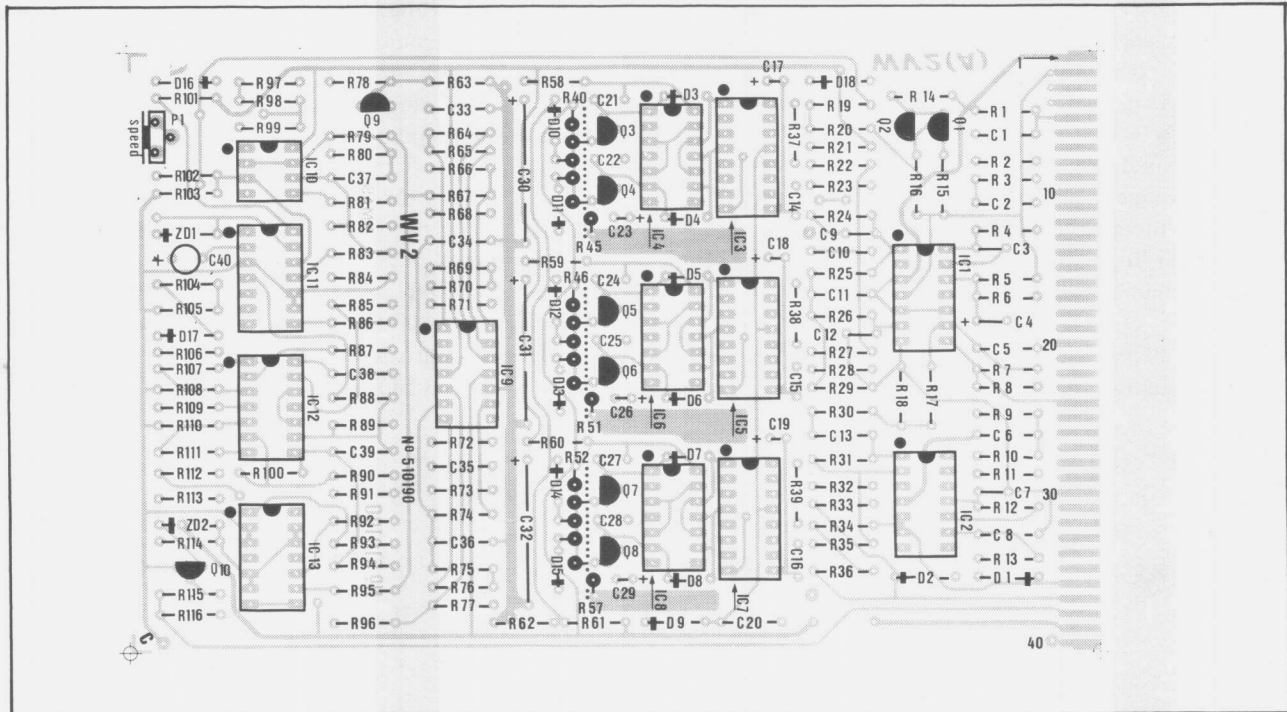 WV2(A)
1
D16
R101
P1
speed
R102
R103
ZD1
+
C40
R104
R105
D17
R106
R107
R108
R109
R110
R111
R112
R113
ZD2
R114
Q10
R115
R116
C
R97
R98
R99
IC10
IC11
IC12
R100
IC13
R78
Q9
R79
R80
C37
R81
R82
R83
R84
R85
R86
R87
C38
R88
R89
C39
R90
R91
R92
R93
R94
R95
R96
WV2
No 510190
R63
C33
R64
R65
R66
R67
R68
C34
R69
R70
R71
IC9
R72
C35
R73
R74
C36
R75
R76
R77
R58
+
C30
R59
+
C31
R60
+
C32
R62
R40
D10
D11
R45
R46
D12
D13
R51
R52
D14
D15
R57
R61
C21
Q3
C22
Q4
C23
+
IC4
C24
Q5
C25
Q6
C26
+
IC6
C27
Q7
C28
Q8
C29
+
IC8
D3
D4
D5
D6
D7
D8
D9
C17
+
IC3
C18
+
IC5
C19
+
IC7
C20
R37
C14
R38
C15
R39
C16
D18
R19
R20
R21
R22
R23
R24
C9
C10
R25
C11
R26
C12
R27
R28
R29
R30
C13
R31
R32
R33
R34
R35
R36
R14
Q2
Q1
R16
R15
IC1
R18
R17
IC2
D2
D1
R1
C1
R2
R3
10
C2
R4
C3
R5
R6
+
C4
C5
20
R7
R8
R9
C6
R10
R11
C7
30
R12
C8
R13
40